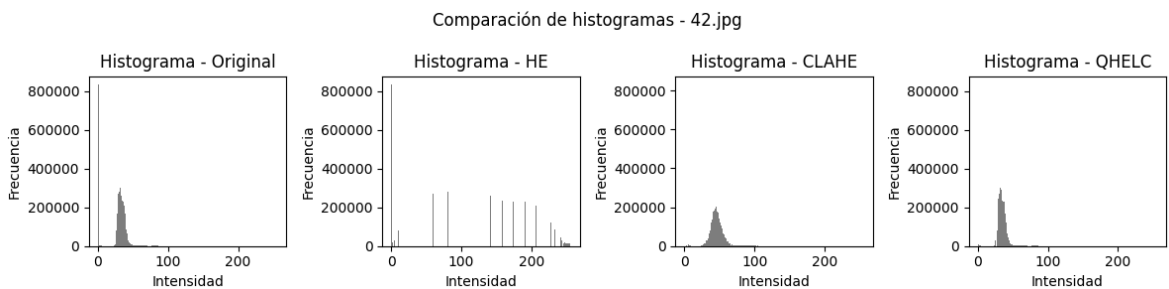 Comparación de histogramas - 42.jpg
Histograma - Original
Histograma - HE
Histograma - CLAHE
Histograma - QHELC
Frecuencia
800000
600000
400000
200000
0
0 100 200
Intensidad
Frecuencia
800000
600000
400000
200000
0
0 100 200
Intensidad
Frecuencia
800000
600000
400000
200000
0
0 100 200
Intensidad
Frecuencia
800000
600000
400000
200000
0
0 100 200
Intensidad